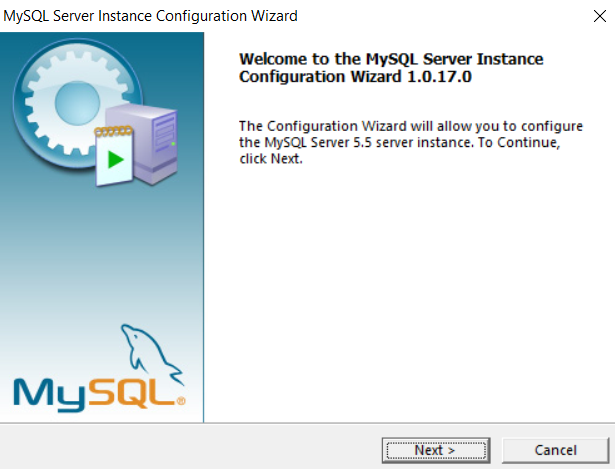 MySQL Server Instance Configuration Wizard
Welcome to the MySQL Server Instance
Configuration Wizard 1.0.17.0
The Configuration Wizard will allow you to configure
the MySQL Server 5.5 server instance. To Continue,
click Next.
MySQL®
Next >
Cancel